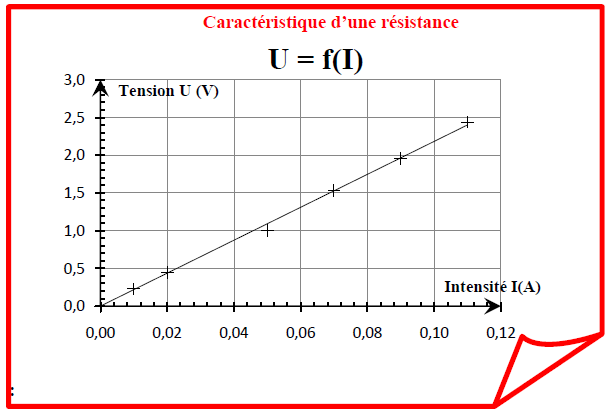 Caractéristique d'une résistance
U = f(I)
3,0
Tension U (V)
2,5
2,0
1,5
1,0
0,5
Intensité I(A)
0,0
0,00 0,02 0,04 0,06 0,08 0,10 0,12
: